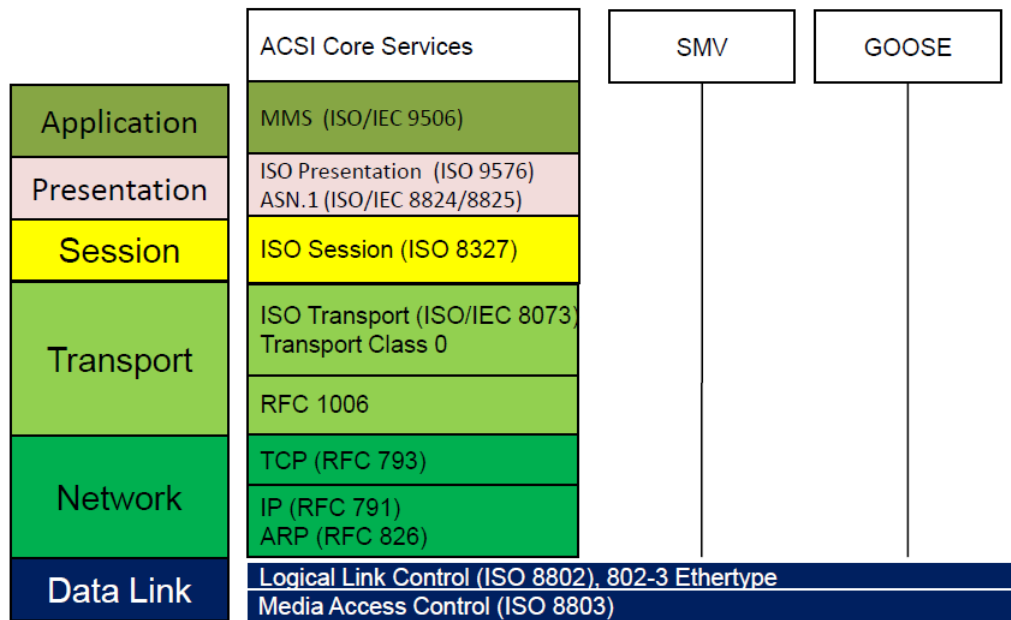 ACSI Core Services
SMV
GOOSE
Application
MMS (ISO/IEC 9506)
Presentation
ISO Presentation (ISO 9576)
ASN.1 (ISO/IEC 8824/8825)
Session
ISO Session (ISO 8327)
Transport
ISO Transport (ISO/IEC 8073)
Transport Class 0
RFC 1006
Network
TCP (RFC 793)
IP (RFC 791)
ARP (RFC 826)
Data Link
Logical Link Control (ISO 8802), 802-3 Ethertype
Media Access Control (ISO 8803)